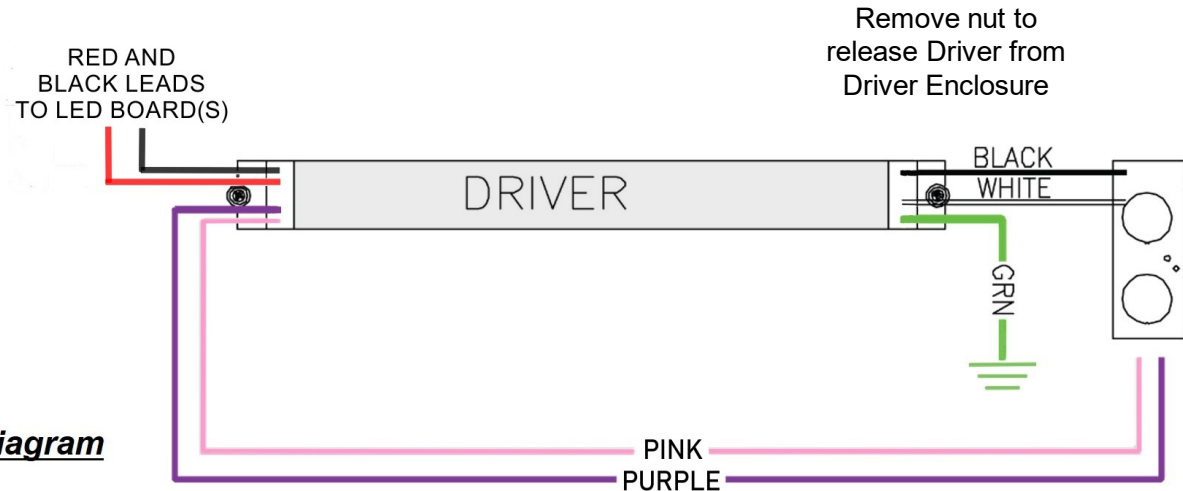 Remove nut to
release Driver from
Driver Enclosure
RED AND
BLACK LEADS
TO LED BOARD(S)
BLACK
DRIVER
WHITE
GRN
iagram
PINK
PURPLE